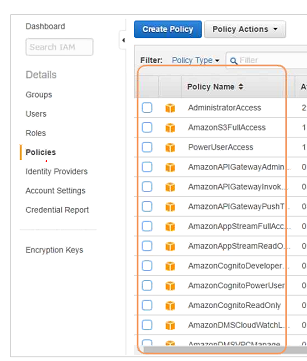 Dashboard
Search IAM
Details
Groups
Users
Roles
Policies
Identity Providers
Account Settings
Credential Report
Encryption Keys
Create Policy
Policy Actions
Filter: Policy Type Filter
Policy Name
AdministratorAccess 2
AmazonS3FullAccess 1
PowerUserAccess 1
AmazonAPIGatewayAdmin... 0
AmazonAPIGatewayInvok... 0
AmazonAPIGatewayPushT... 0
AmazonAppStreamFullAcc... 0
AmazonAppStreamReadO... 0
AmazonCognitoDeveloper... 0
AmazonCognitoPowerUser 0
AmazonCognitoReadOnly 0
AmazonDMSCloudWatchL... 0
AmazonDMSVPCManage... 0